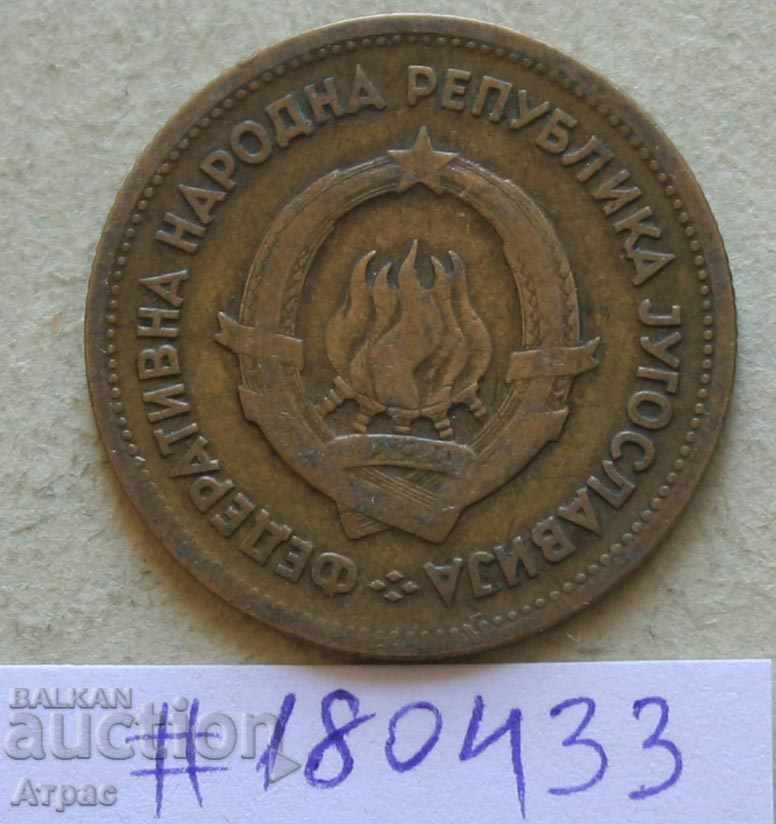 ФЕДЕРАТИВНА НАРОДНА РЕПУБЛИКА ЈУГОСЛАВИЈА
BALKAN
auction
Атрас
#180433